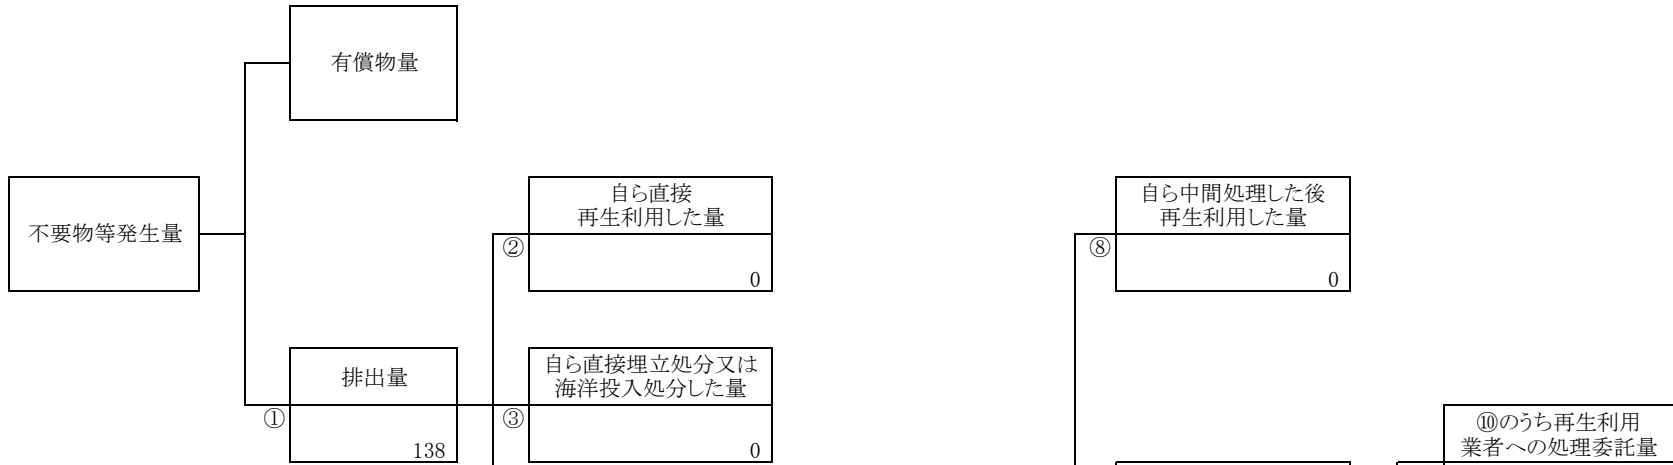 有償物量
不要物等発生量
自ら直接
再生利用した量
②
0
自ら中間処理した後
再生利用した量
⑧
0
排出量
①
138
自ら直接埋立処分又は
海洋投入処分した量
③
0
⑩のうち再生利用
業者への処理委託量